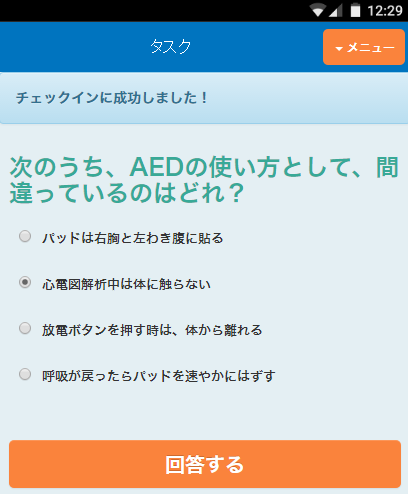 12:29
タスク
メニュー
チェックインに成功しました！
次のうち、AEDの使い方として、間
違っているのはどれ？
パッドは右胸と左わき腹に貼る
心電図解析中は体に触らない
放電ボタンを押す時は、体から離れる
呼吸が戻ったらパッドを速やかにはずす
回答する